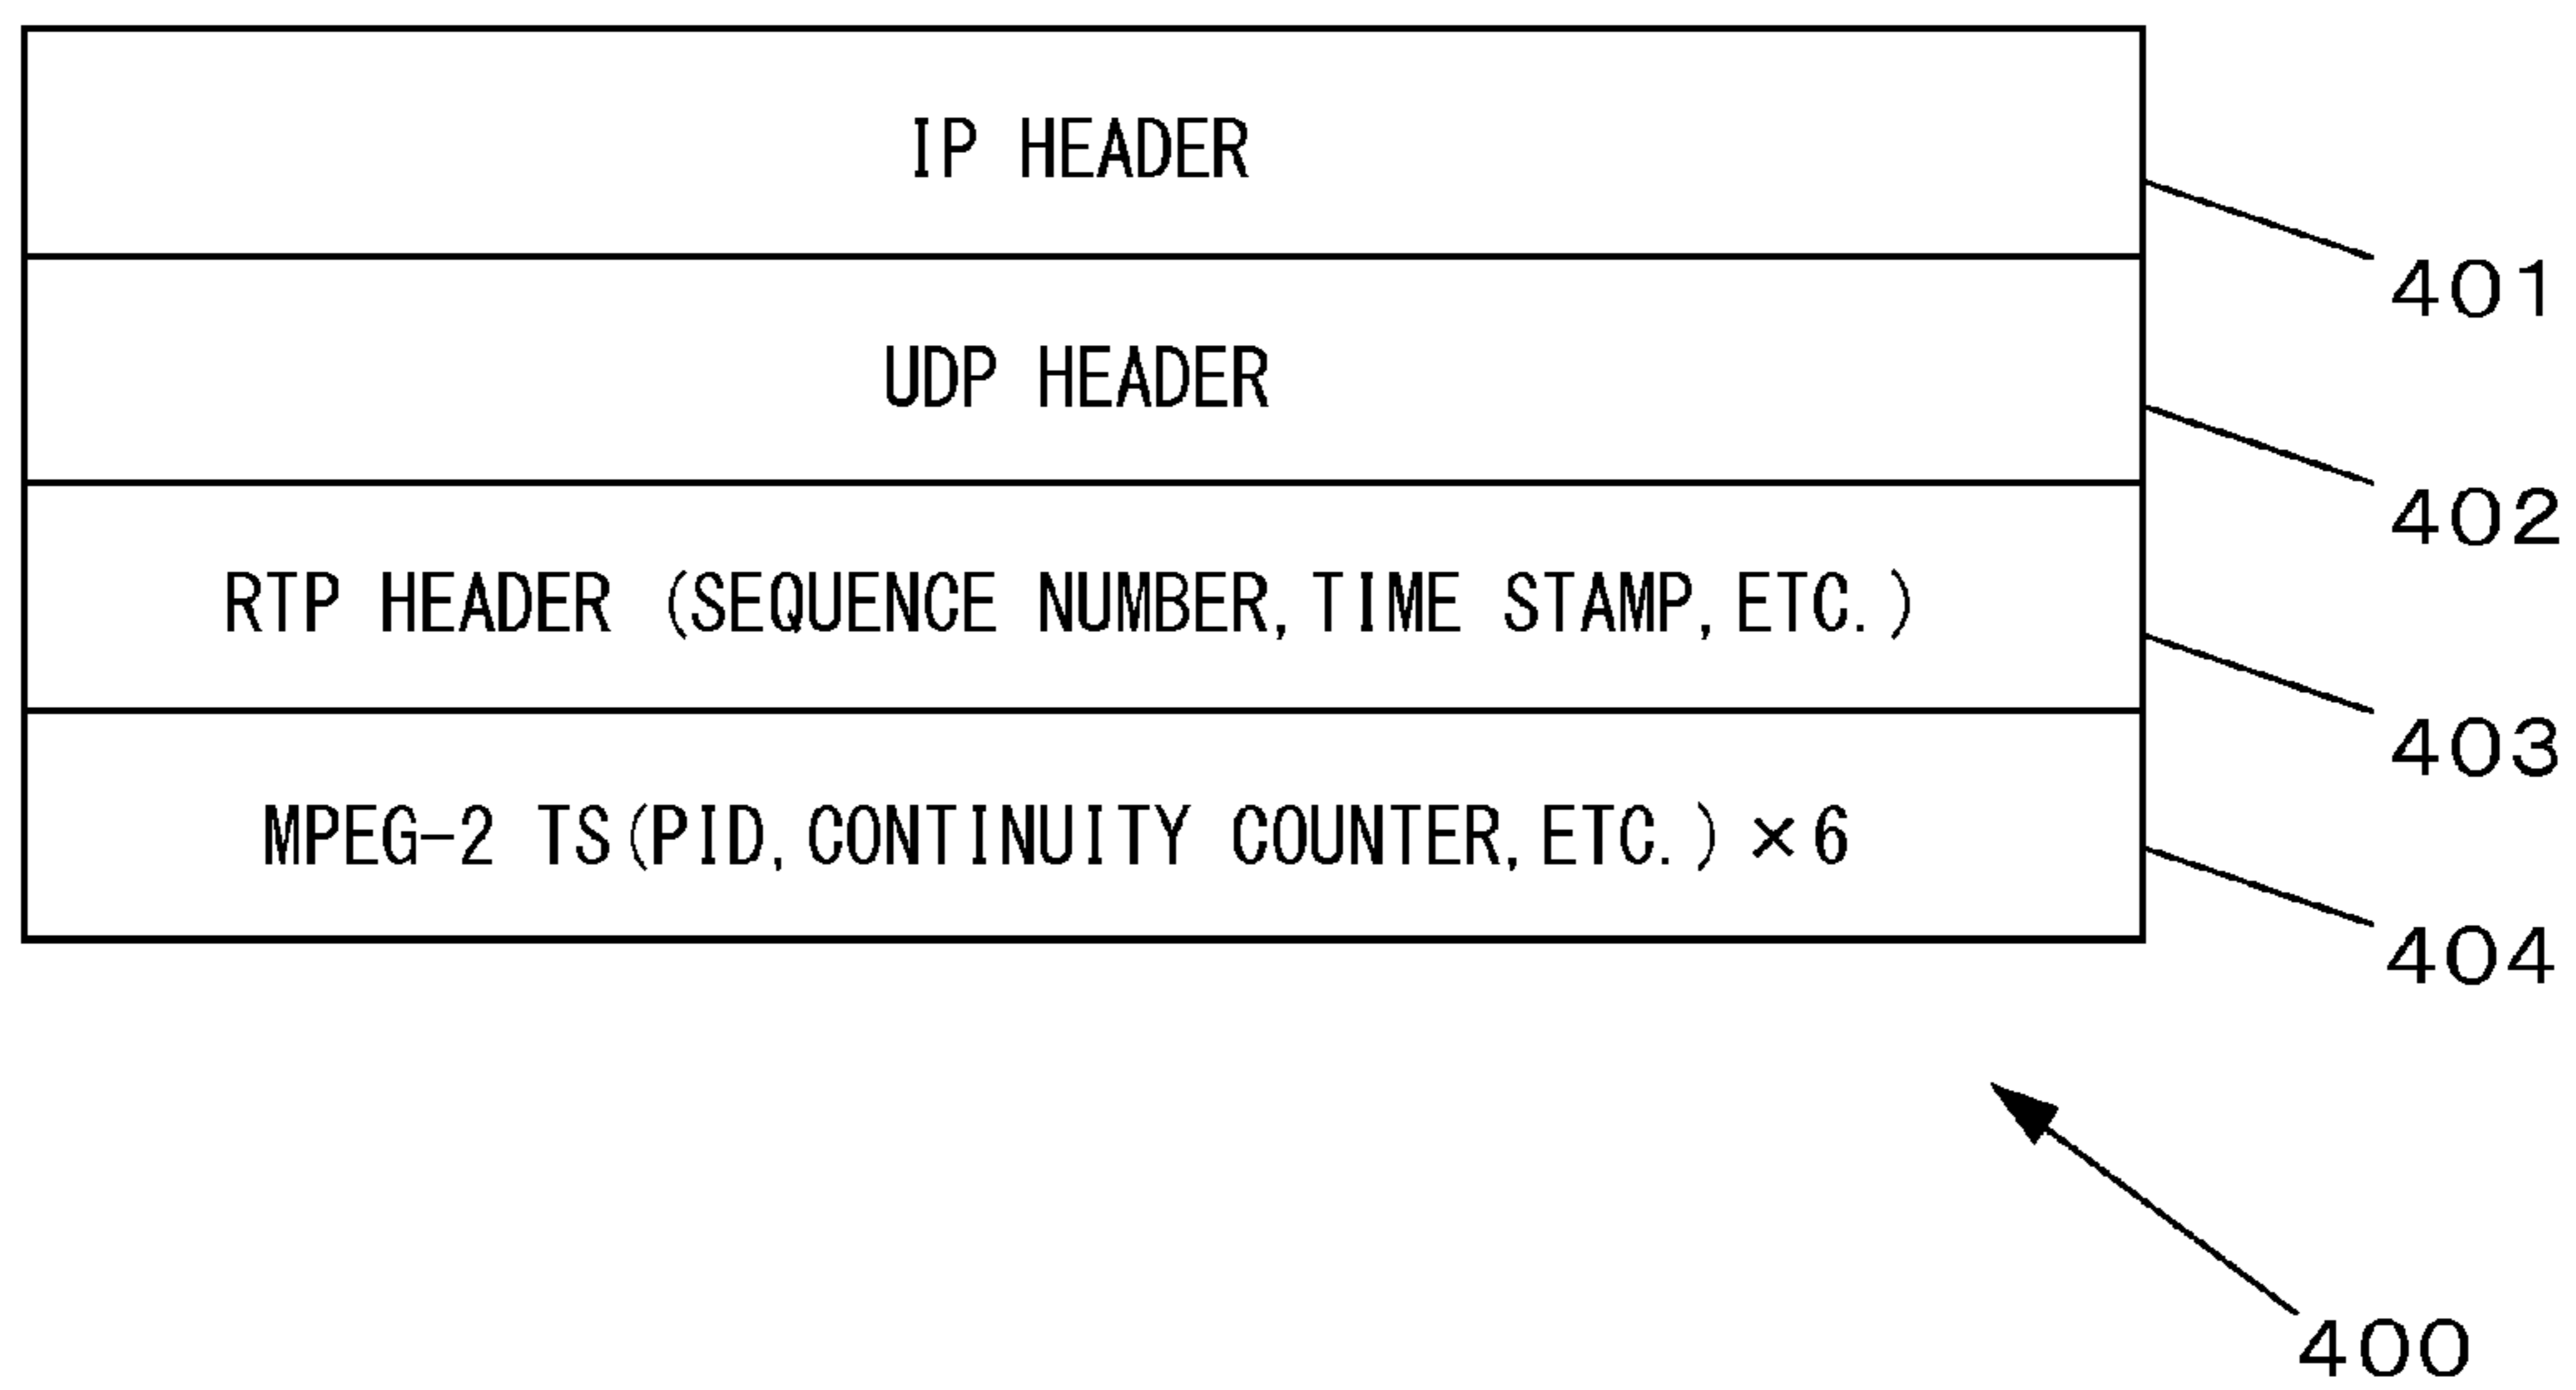 IP HEADER
401
UDP HEADER
402
RTP HEADER (SEQUENCE NUMBER,TIME STAMP,ETC.)
403
MPEG-2 TS(PID,CONTINUITY COUNTER,ETC.)×6
404
400